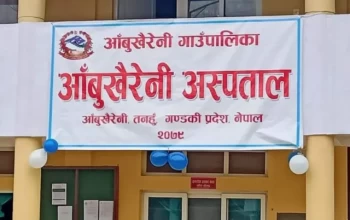 आँबुखैरेनी गाउँपालिका
आँबुखैरेनी अस्पताल
आँबुखैरेनी, तनहुँ, गण्डकी प्रदेश, नेपाल
२०७९